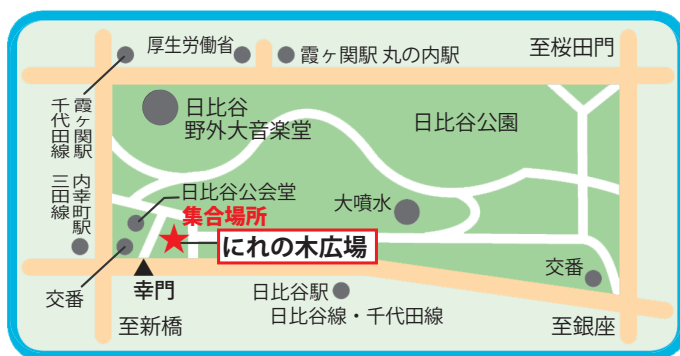 厚生労働省
霞ヶ関駅 丸の内駅
至桜田門
霞ヶ関駅
千代田線
日比谷
野外大音楽堂
日比谷公園
内幸町駅
三田線
日比谷公会堂
集合場所
大噴水
にれの木広場
交番
幸門
日比谷駅
日比谷線・千代田線
交番
至新橋
至銀座